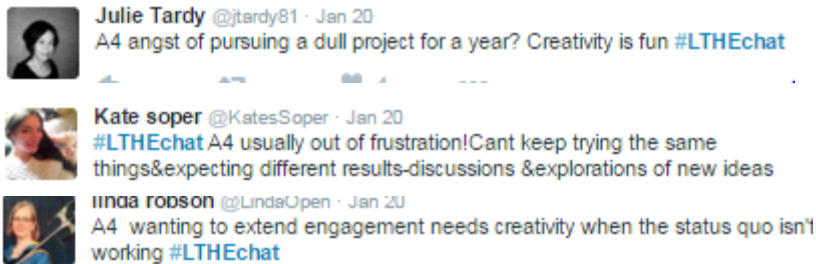 Julie Tardy @jtardy81 · Jan 20
A4 angst of pursuing a dull project for a year? Creativity is fun #LTHEchat
Kate soper @KatesSoper · Jan 20
#LTHEchat A4 usually out of frustration!Cant keep trying the same
things&expecting different results-discussions &explorations of new ideas
linda robson @LindaOpen · Jan 20
A4 wanting to extend engagement needs creativity when the status quo isn't
working #LTHEchat